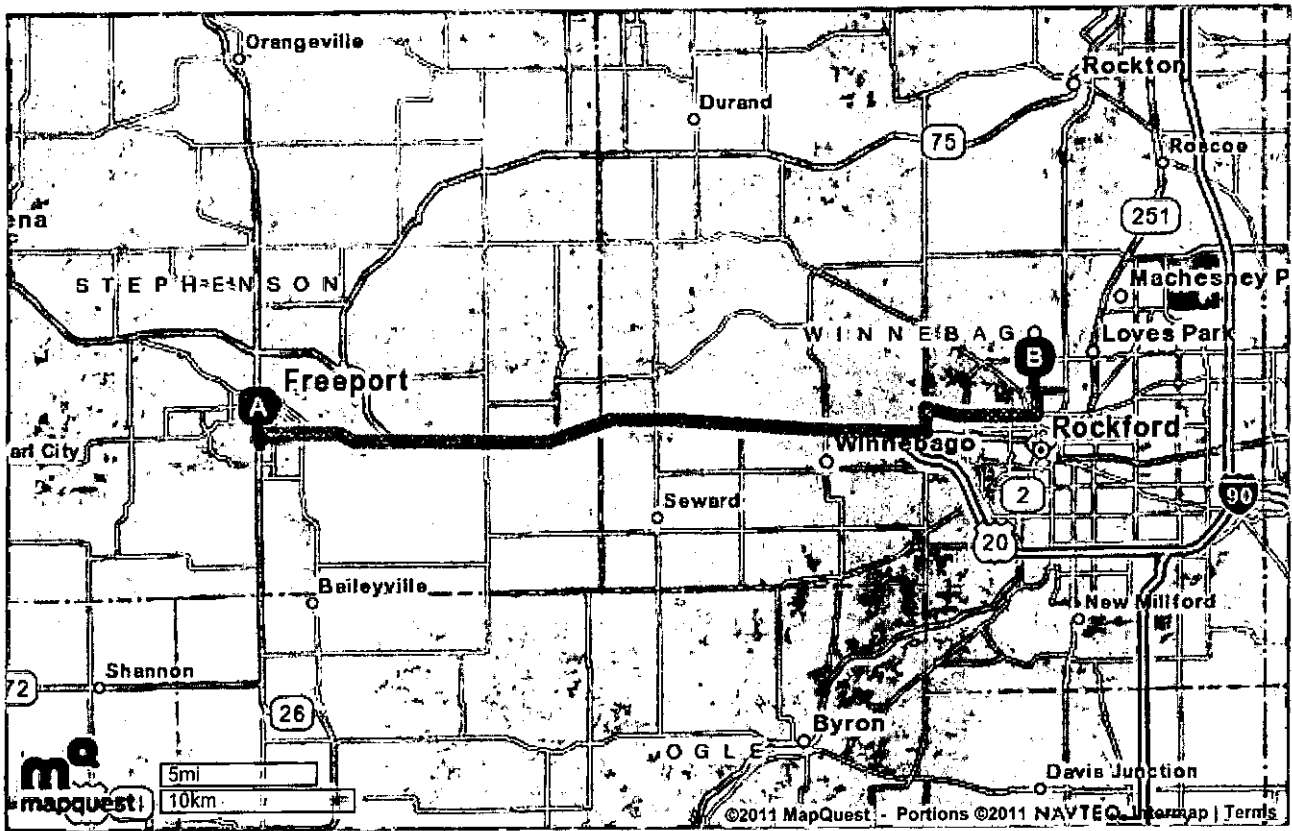 Orangeville
Rockton
Durand
75
Roscoe
ena
251
STEPHENSON
Machesney P
WINNEBAGO
Loves Park
B
Freeport
A
Rockford
arl City
Winnebago
2
90
Seward
20
Baileyville
New Millford
Shannon
72
26
Byron
OGLE
mapquest
5mi
10km
Davis Junction
©2011 MapQuest - Portions ©2011 NAVTEQ, Intermap | Terms